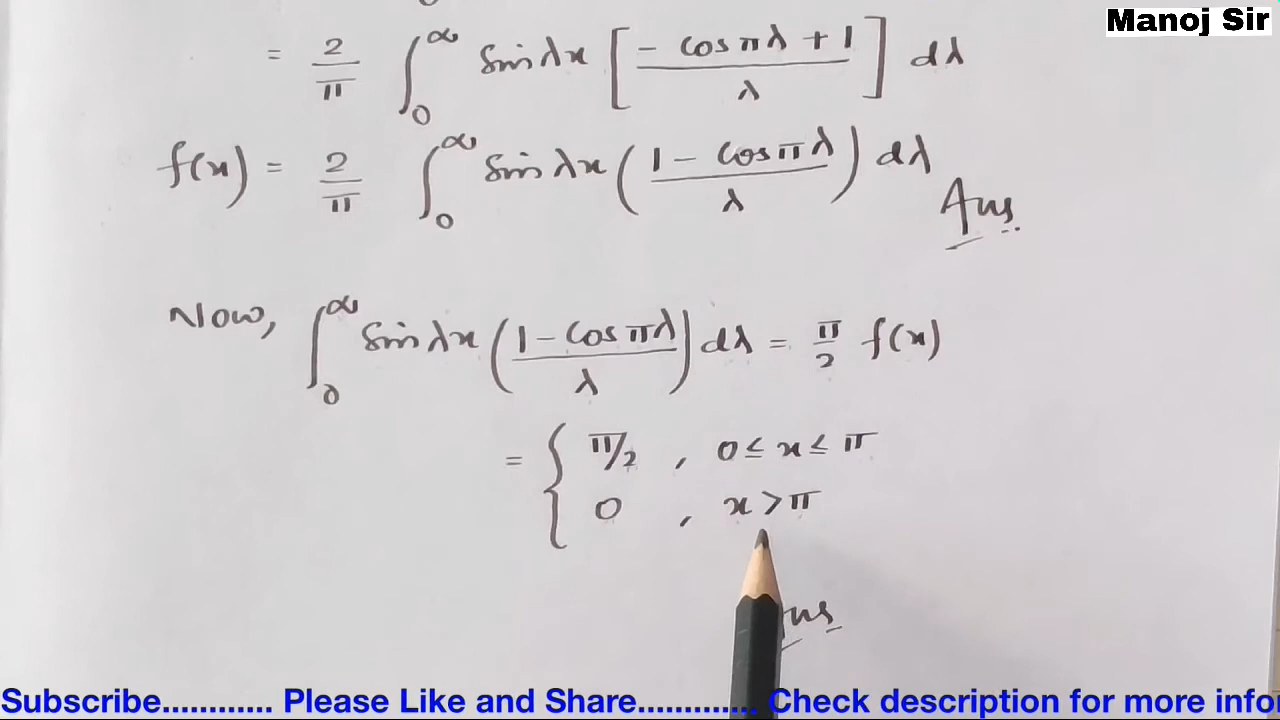 Manoj Sir
= 2/π ∫₀^∞ sin λx [ (- cos πλ + 1) / λ ] dλ
f(x) = 2/π ∫₀^∞ sin λx ( (1 - cos πλ) / λ ) dλ
Ans
Now, ∫₀^∞ sin λx ( (1 - cos πλ) / λ ) dλ = π/2 f(x)
= { π/2 , 0 ≤ x ≤ π
0 , x > π
Subscribe............ Please Like and Share............. Check description for more info